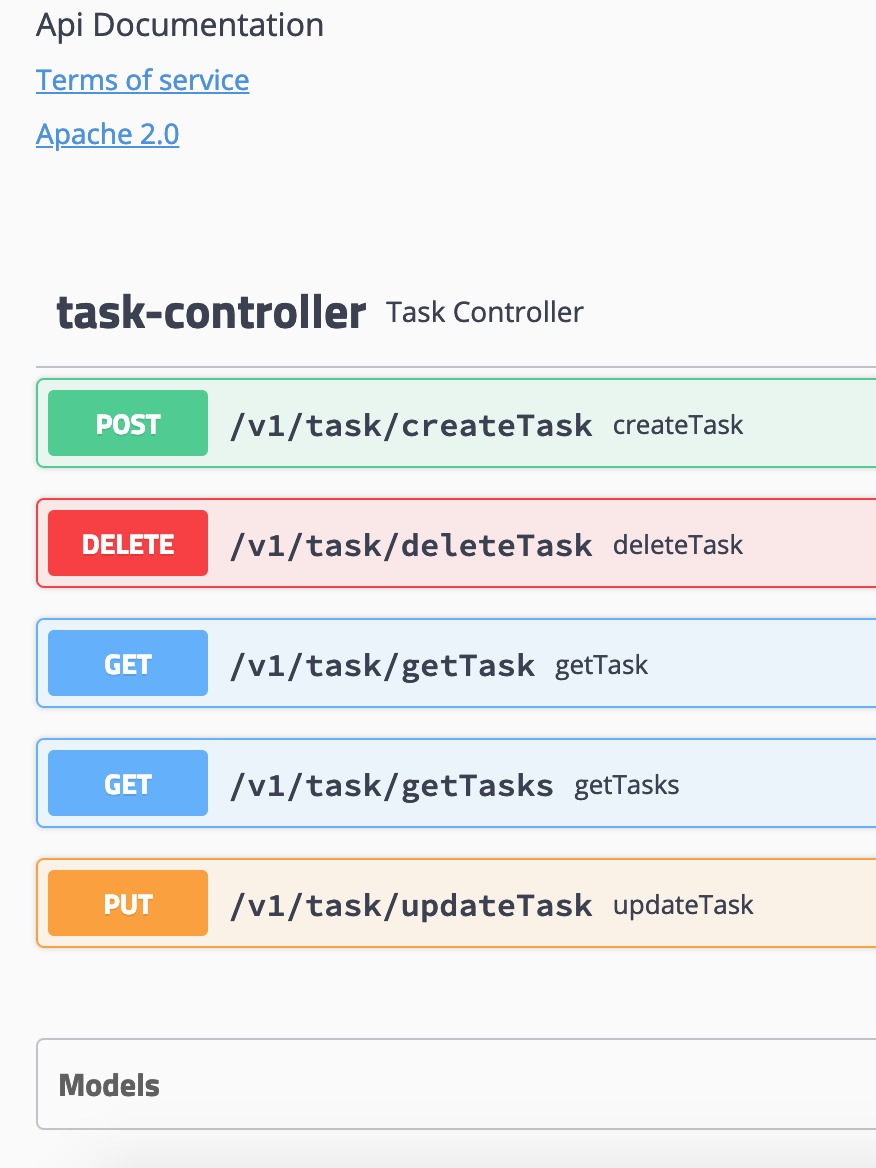 Api Documentation
Terms of service
Apache 2.0
task-controller Task Controller
POST /v1/task/createTask createTask
DELETE /v1/task/deleteTask deleteTask
GET /v1/task/getTask getTask
GET /v1/task/getTasks getTasks
PUT /v1/task/updateTask updateTask
Models